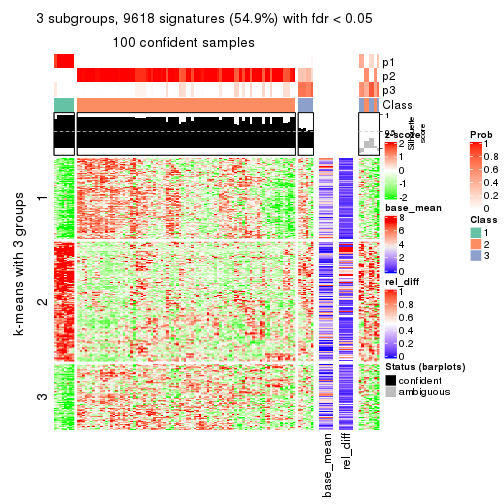 3 subgroups, 9618 signatures (54.9%) with fdr < 0.05
100 confident samples
p1
p2
p3
Class
1
Silhouette
score
z-score
2
1
0
-1
-2
base_mean
8
6
4
2
0
rel_diff
1
0.8
0.6
0.4
0.2
0
Status (barplots)
confident
ambiguous
Prob
1
0.8
0.6
0.4
0.2
0
Class
1
2
3
k-means with 3 groups
1
2
3
base_mean
rel_diff